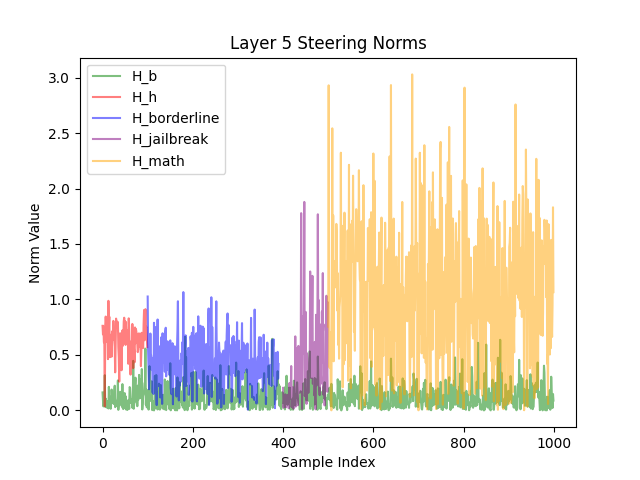 Layer 5 Steering Norms
H_b
H_h
H_borderline
H_jailbreak
H_math
Norm Value
3.0
2.5
2.0
1.5
1.0
0.5
0.0
0 200 400 600 800 1000
Sample Index